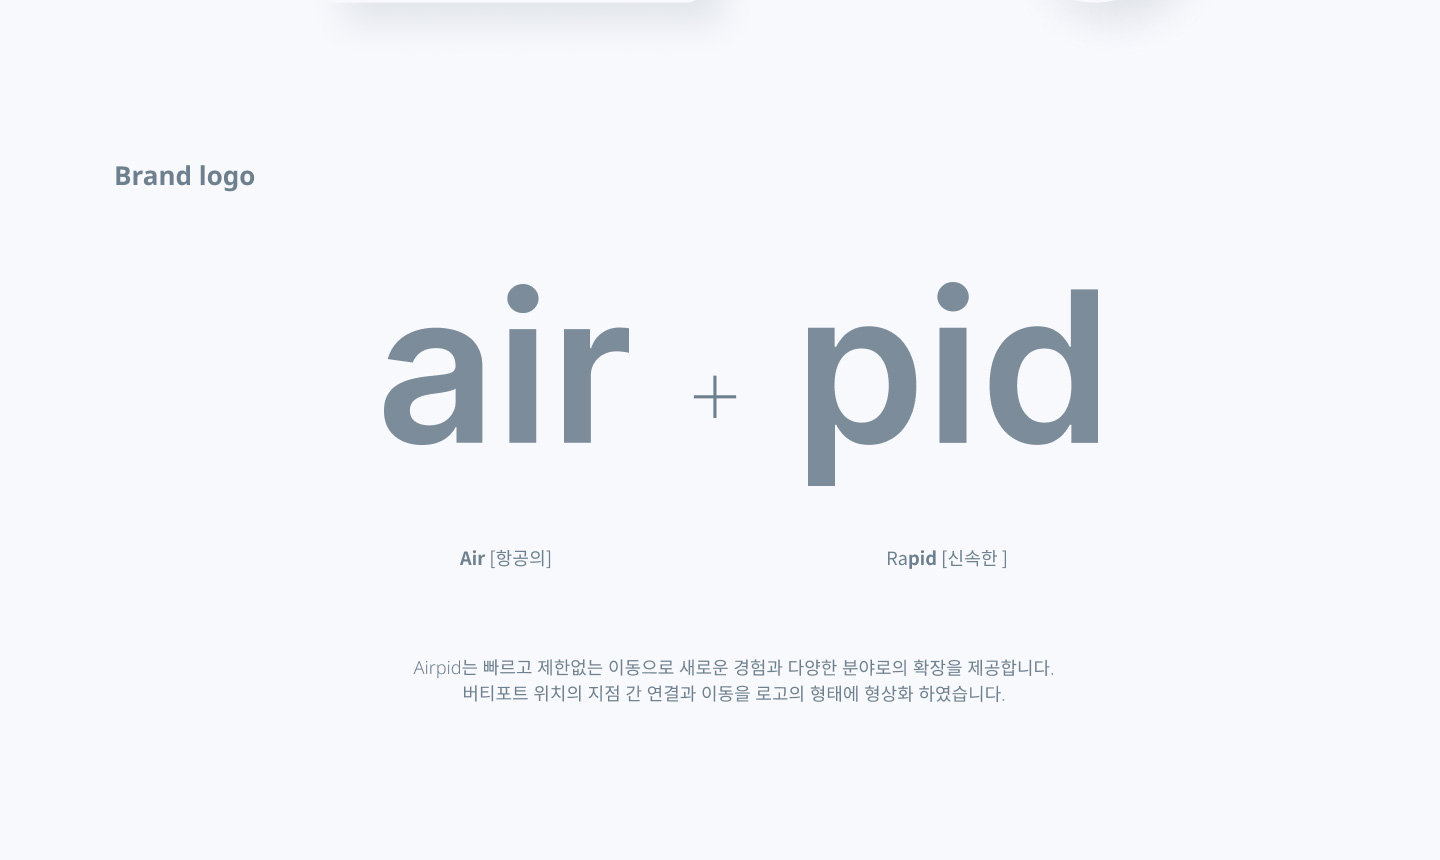 Brand logo
air + pid
Air [항공의]
Rapid [신속한 ]
Airpid는 빠르고 제한없는 이동으로 새로운 경험과 다양한 분야로의 확장을 제공합니다.
버티포트 위치의 지점 간 연결과 이동을 로고의 형태에 형상화 하였습니다.